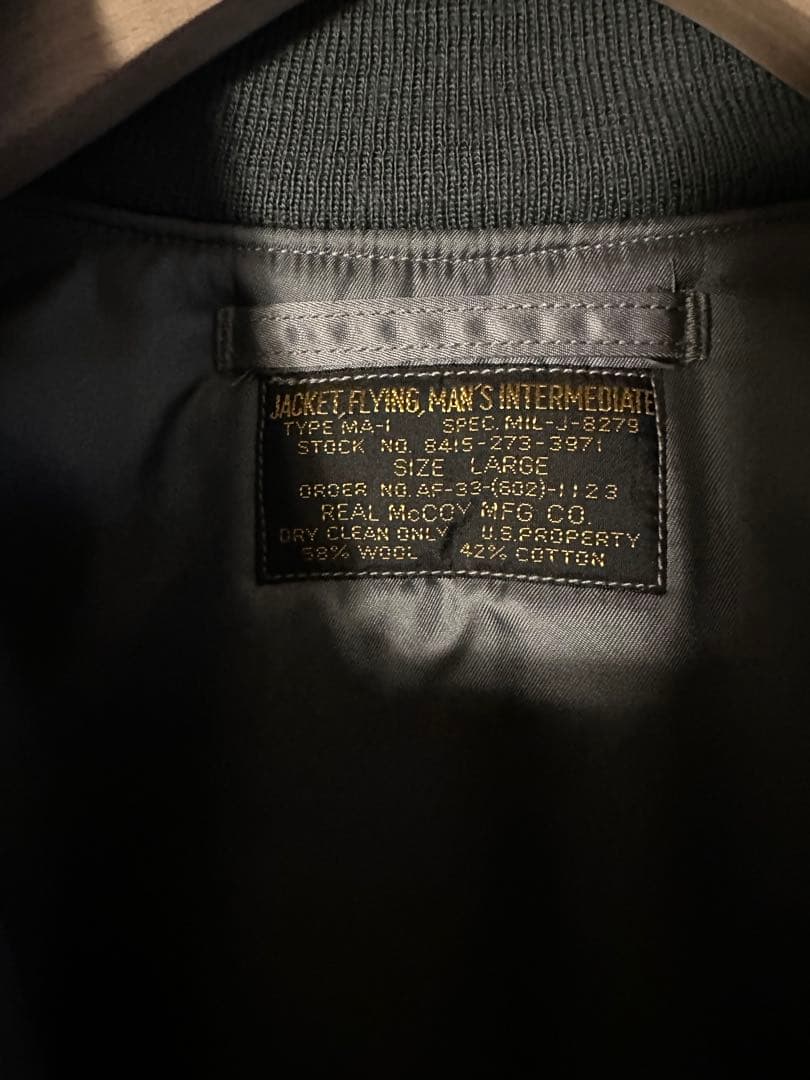 JACKET, FLYING, MAN'S INTERMEDIATE
TYPE MA-1 SPEC. MIL-J-8279
STOCK NO. 8415-273-3971
SIZE LARGE
ORDER NO. AF-33-(602)-1123
REAL McCOY MFG CO.
DRY CLEAN ONLY U.S. PROPERTY
58% WOOL 42% COTTON